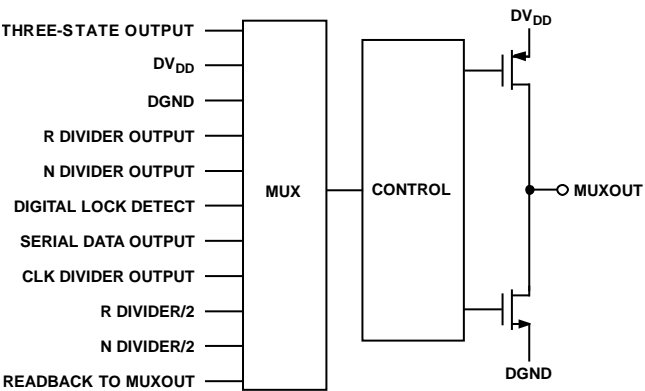 THREE-STATE OUTPUT
DVDD
DGND
R DIVIDER OUTPUT
N DIVIDER OUTPUT
DIGITAL LOCK DETECT
SERIAL DATA OUTPUT
CLK DIVIDER OUTPUT
R DIVIDER/2
N DIVIDER/2
READBACK TO MUXOUT
MUX
CONTROL
DVDD
MUXOUT
DGND